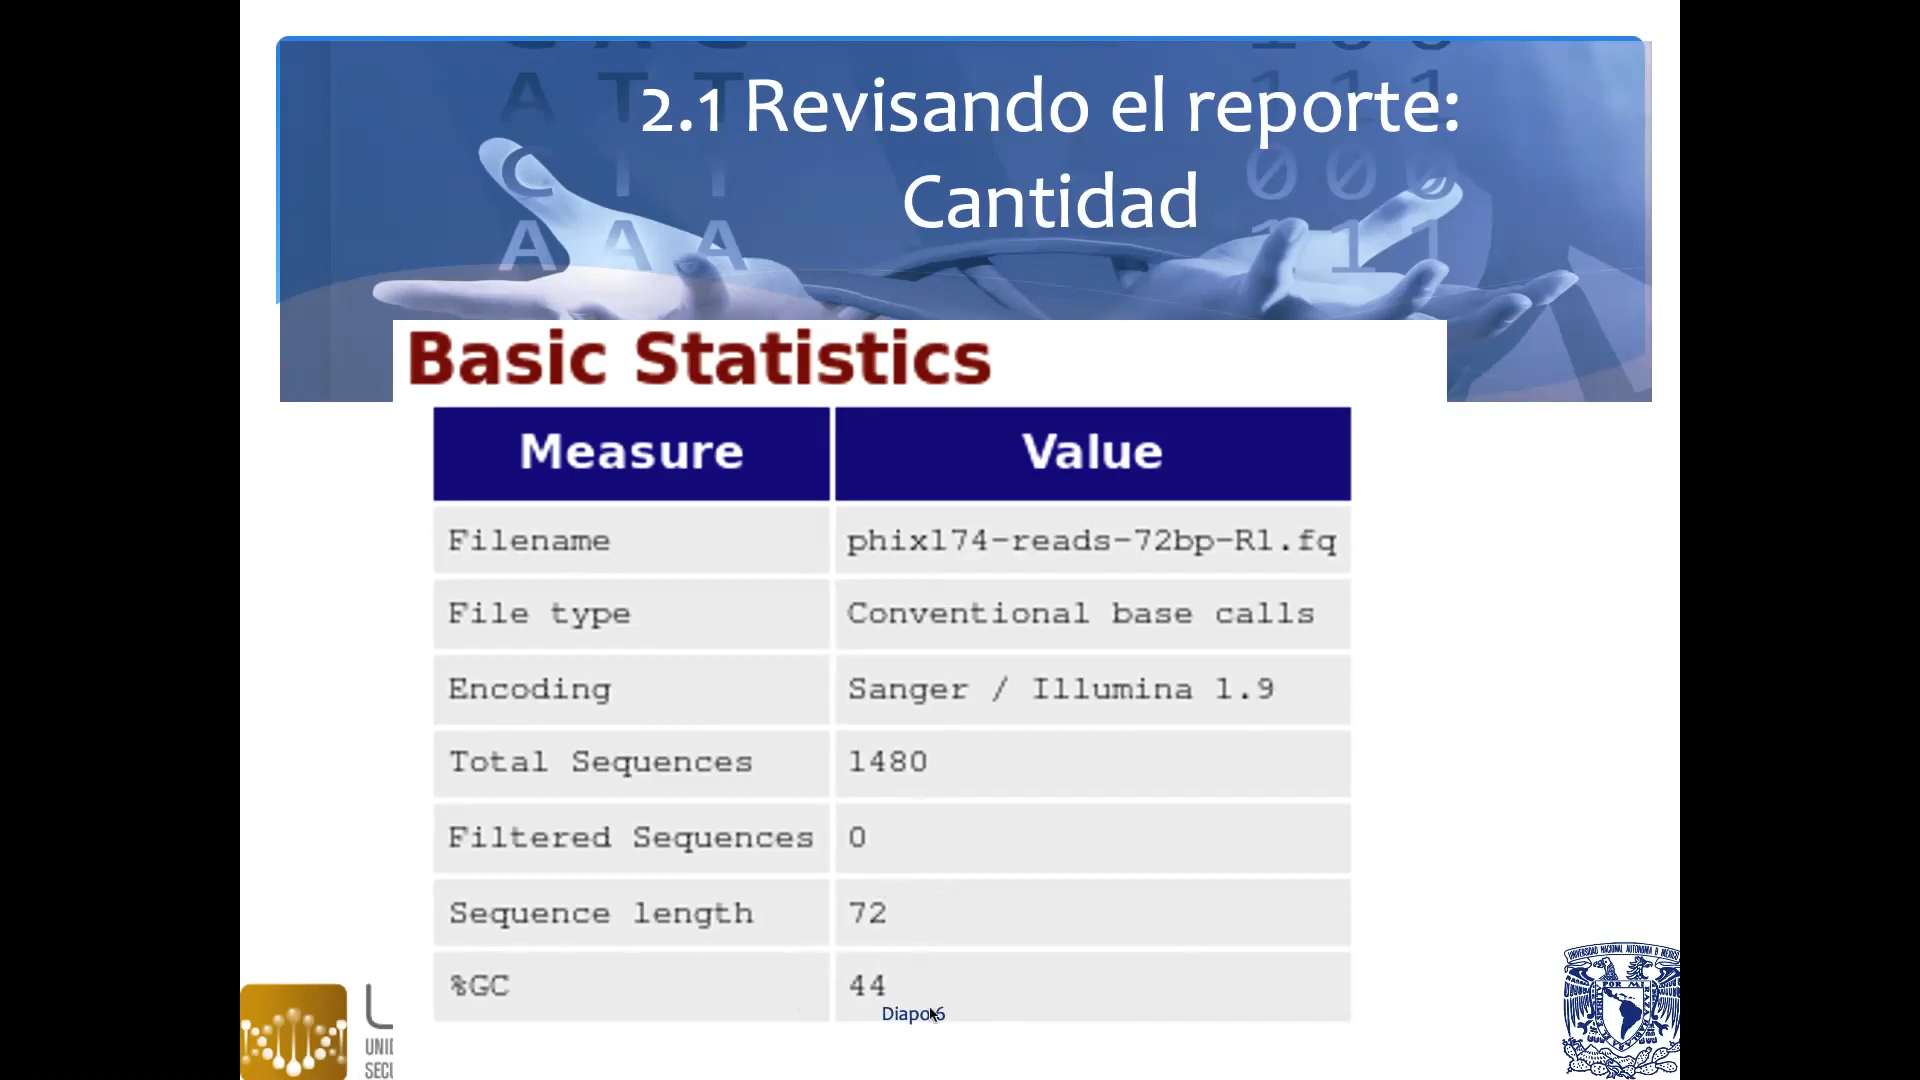 2.1 Revisando el reporte:
Cantidad
Basic Statistics
Measure Value
Filename phix174-reads-72bp-R1.fq
File type Conventional base calls
Encoding Sanger / Illumina 1.9
Total Sequences 1480
Filtered Sequences 0
Sequence length 72
%GC 44